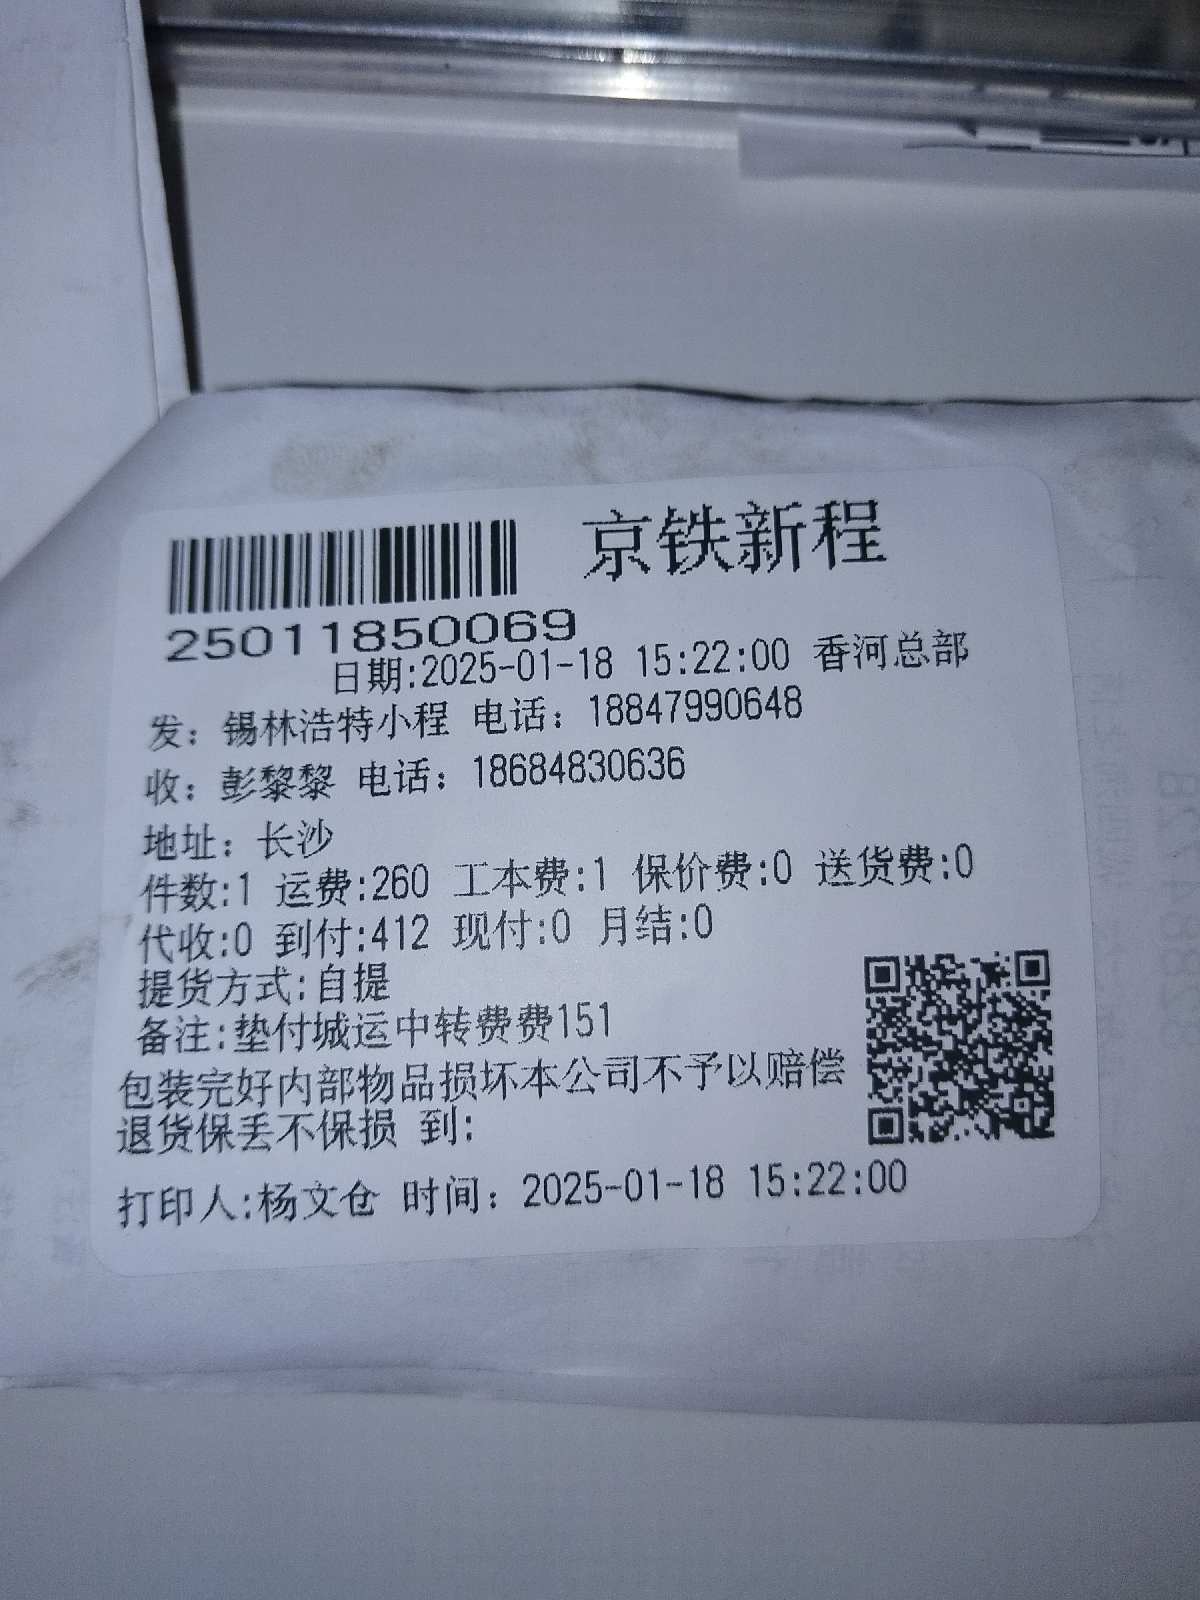 京铁新程
25011850069
日期:2025-01-18 15:22:00 香河总部
发：锡林浩特小程 电话：18847990648
收：彭黎黎 电话：18684830636
地址：长沙
件数:1 运费:260 工本费:1 保价费:0 送货费:0
代收:0 到付:412 现付:0 月结:0
提货方式:自提
备注:垫付城运中转费费151
包装完好内部物品损坏本公司不予以赔偿
退货保丢不保损 到:
打印人:杨文仓 时间：2025-01-18 15:22:00